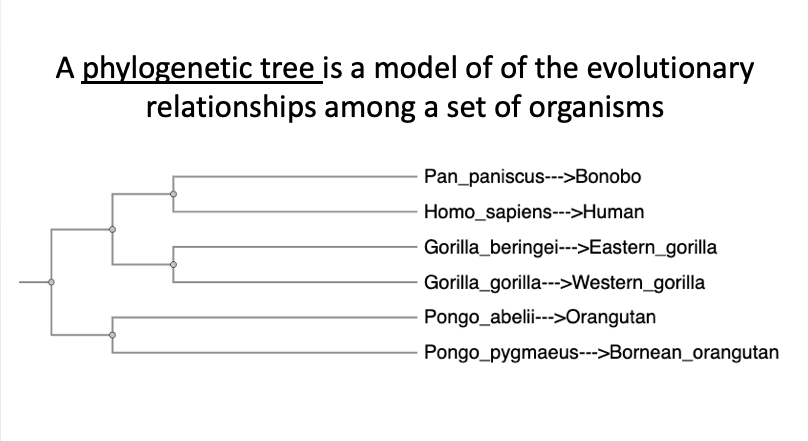 A phylogenetic tree is a model of of the evolutionary
relationships among a set of organisms
Pan_paniscus--->Bonobo
Homo_sapiens--->Human
Gorilla_beringei--->Eastern_gorilla
Gorilla_gorilla--->Western_gorilla
Pongo_abelii--->Orangutan
Pongo_pygmaeus--->Bornean_orangutan